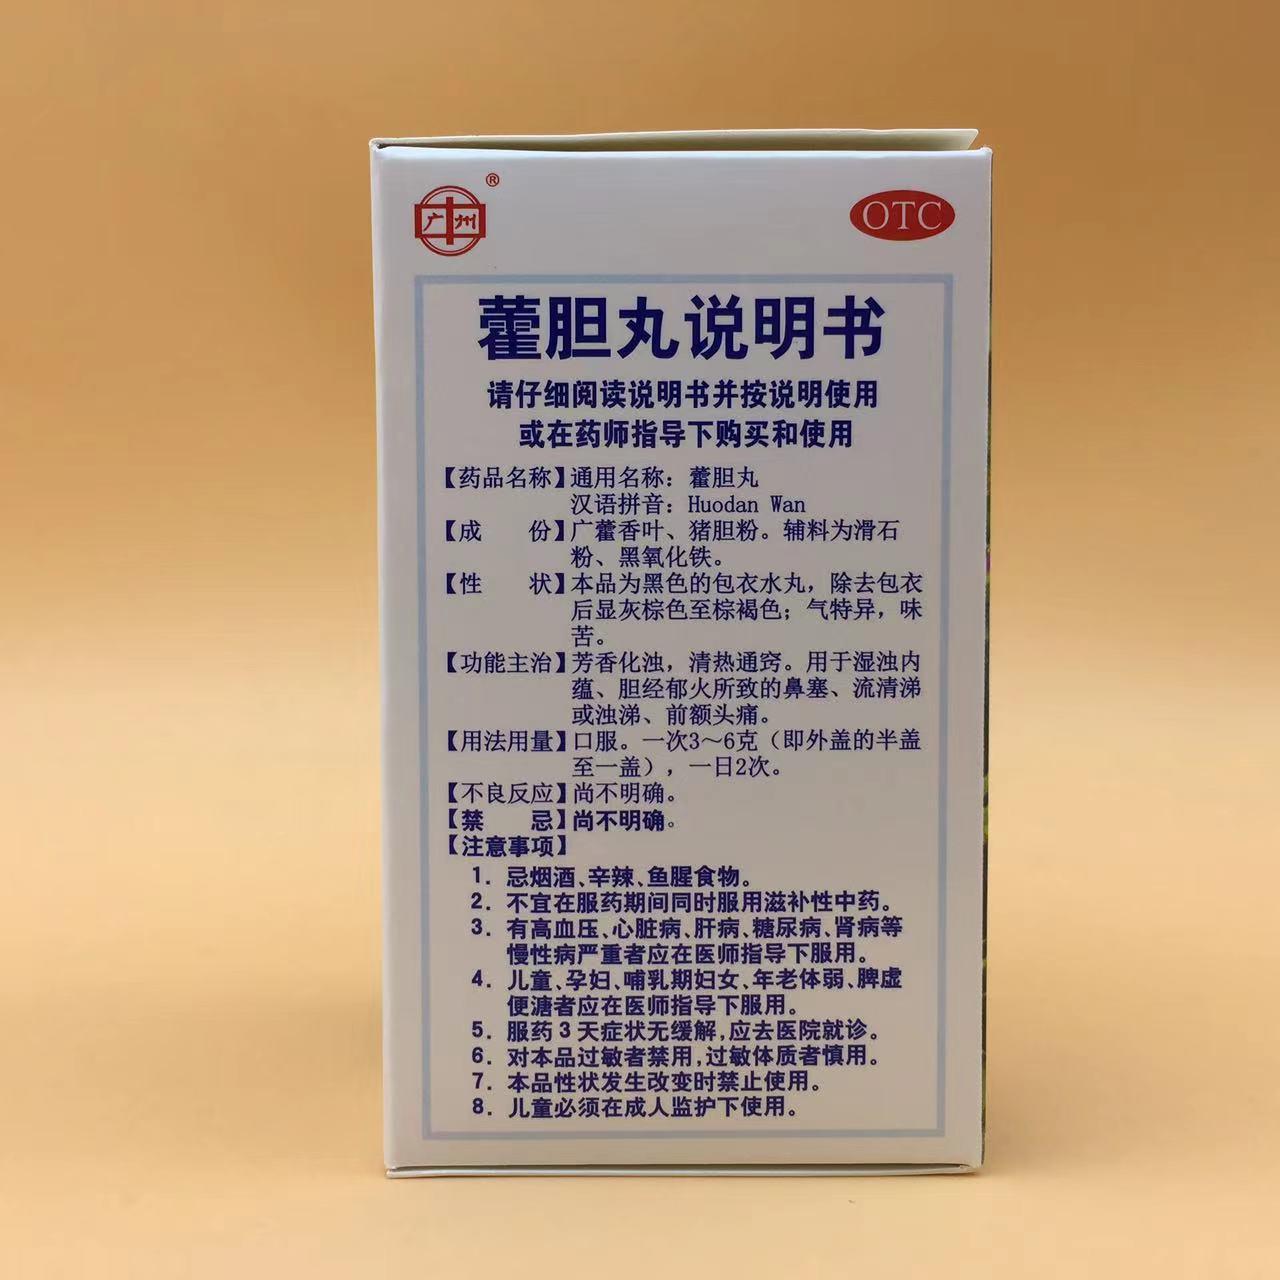 广州®
OTC
藿胆丸说明书
请仔细阅读说明书并按说明使用
或在药师指导下购买和使用
【药品名称】通用名称：藿胆丸
汉语拼音：Huodan Wan
【成 份】广藿香叶、猪胆粉。辅料为滑石
粉、黑氧化铁。
【性 状】本品为黑色的包衣水丸，除去包衣
后显灰棕色至棕褐色；气特异，味
苦。
【功能主治】芳香化浊，清热通窍。用于湿浊内
蕴、胆经郁火所致的鼻塞、流清涕
或浊涕、前额头痛。
【用法用量】口服。一次3～6克（即外盖的半盖
至一盖），一日2次。
【不良反应】尚不明确。
【禁 忌】尚不明确。
【注意事项】
1．忌烟酒、辛辣、鱼腥食物。
2．不宜在服药期间同时服用滋补性中药。
3．有高血压、心脏病、肝病、糖尿病、肾病等
慢性病严重者应在医师指导下服用。
4．儿童、孕妇、哺乳期妇女、年老体弱、脾虚
便溏者应在医师指导下服用。
5．服药3天症状无缓解，应去医院就诊。
6．对本品过敏者禁用，过敏体质者慎用。
7．本品性状发生改变时禁止使用。
8．儿童必须在成人监护下使用。